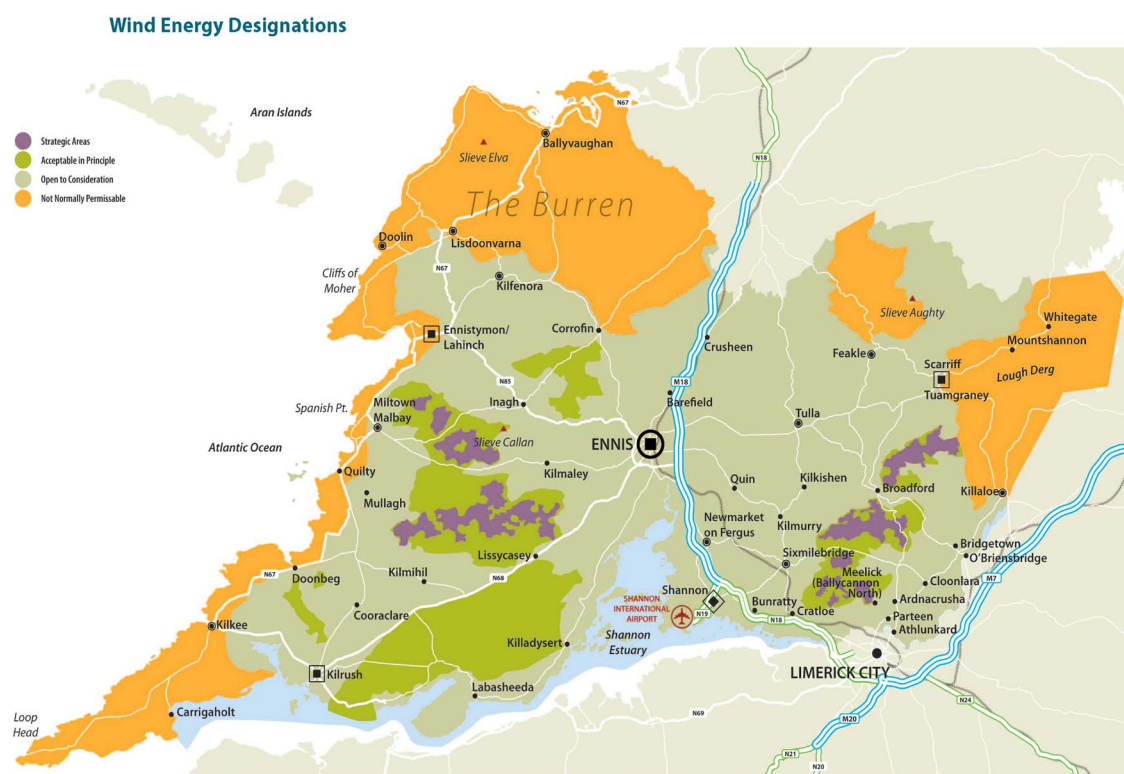 Wind Energy Designations
Aran Islands
Strategic Areas
Acceptable in Principle
Open to Consideration
Not Normally Permissable
N67
Ballyvaughan
Slieve Elva
N18
The Burren
Doolin
Lisdoonvarna
N67
Cliffs of
Moher
Kilfenora
Slieve Aughty
Whitegate
Ennistymon/
Lahinch
Corrofin
Crusheen
Mountshannon
Feakle
Scarriff
Lough Derg
Tuamgraney
N85
M18
Barefield
Spanish Pt.
Miltown
Malbay
Inagh
Tulla
Slieve Callan
ENNIS
Atlantic Ocean
Quilty
Kilmaley
Mullagh
Quin
Kilkishen
Broadford
Killaloe
Newmarket
on Fergus
Kilmurry
Lissycasey
Sixmilebridge
Bridgetown
O'Briensbridge
N67
Doonbeg
Kilmihil
N68
Meelick
(Ballycannon
North)
Cloonlara
M7
Shannon
SHANNON
INTERNATIONAL
AIRPORT
N19
Bunratty
Cratloe
N18
Ardnacrusha
Parteen
Athlunkard
Cooraclare
Kilkee
Killadysert
Shannon
Estuary
Kilrush
LIMERICK CITY
Labasheeda
Carrigaholt
Loop
Head
N69
M20
N24
N21
N20